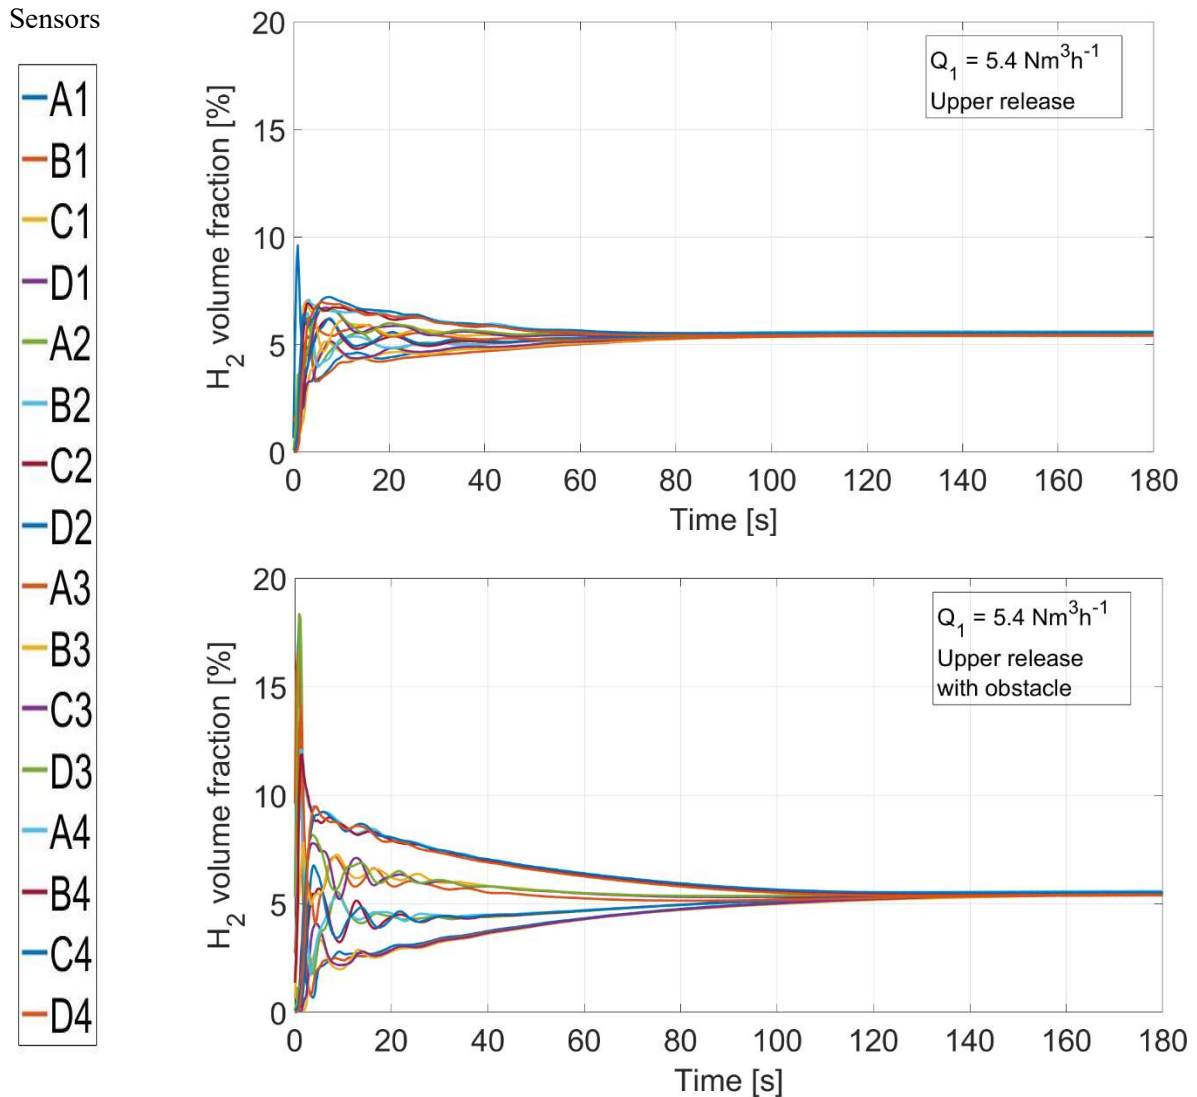 Sensors
A1
B1
C1
D1
A2
B2
C2
D2
A3
B3
C3
D3
A4
B4
C4
D4
20
15
10
5
0
H2 volume fraction [%]
Q1 = 5.4 Nm³h⁻¹
Upper release
0 20 40 60 80 100 120 140 160 180
Time [s]
20
15
10
5
0
H2 volume fraction [%]
Q1 = 5.4 Nm³h⁻¹
Upper release
with obstacle
0 20 40 60 80 100 120 140 160 180
Time [s]